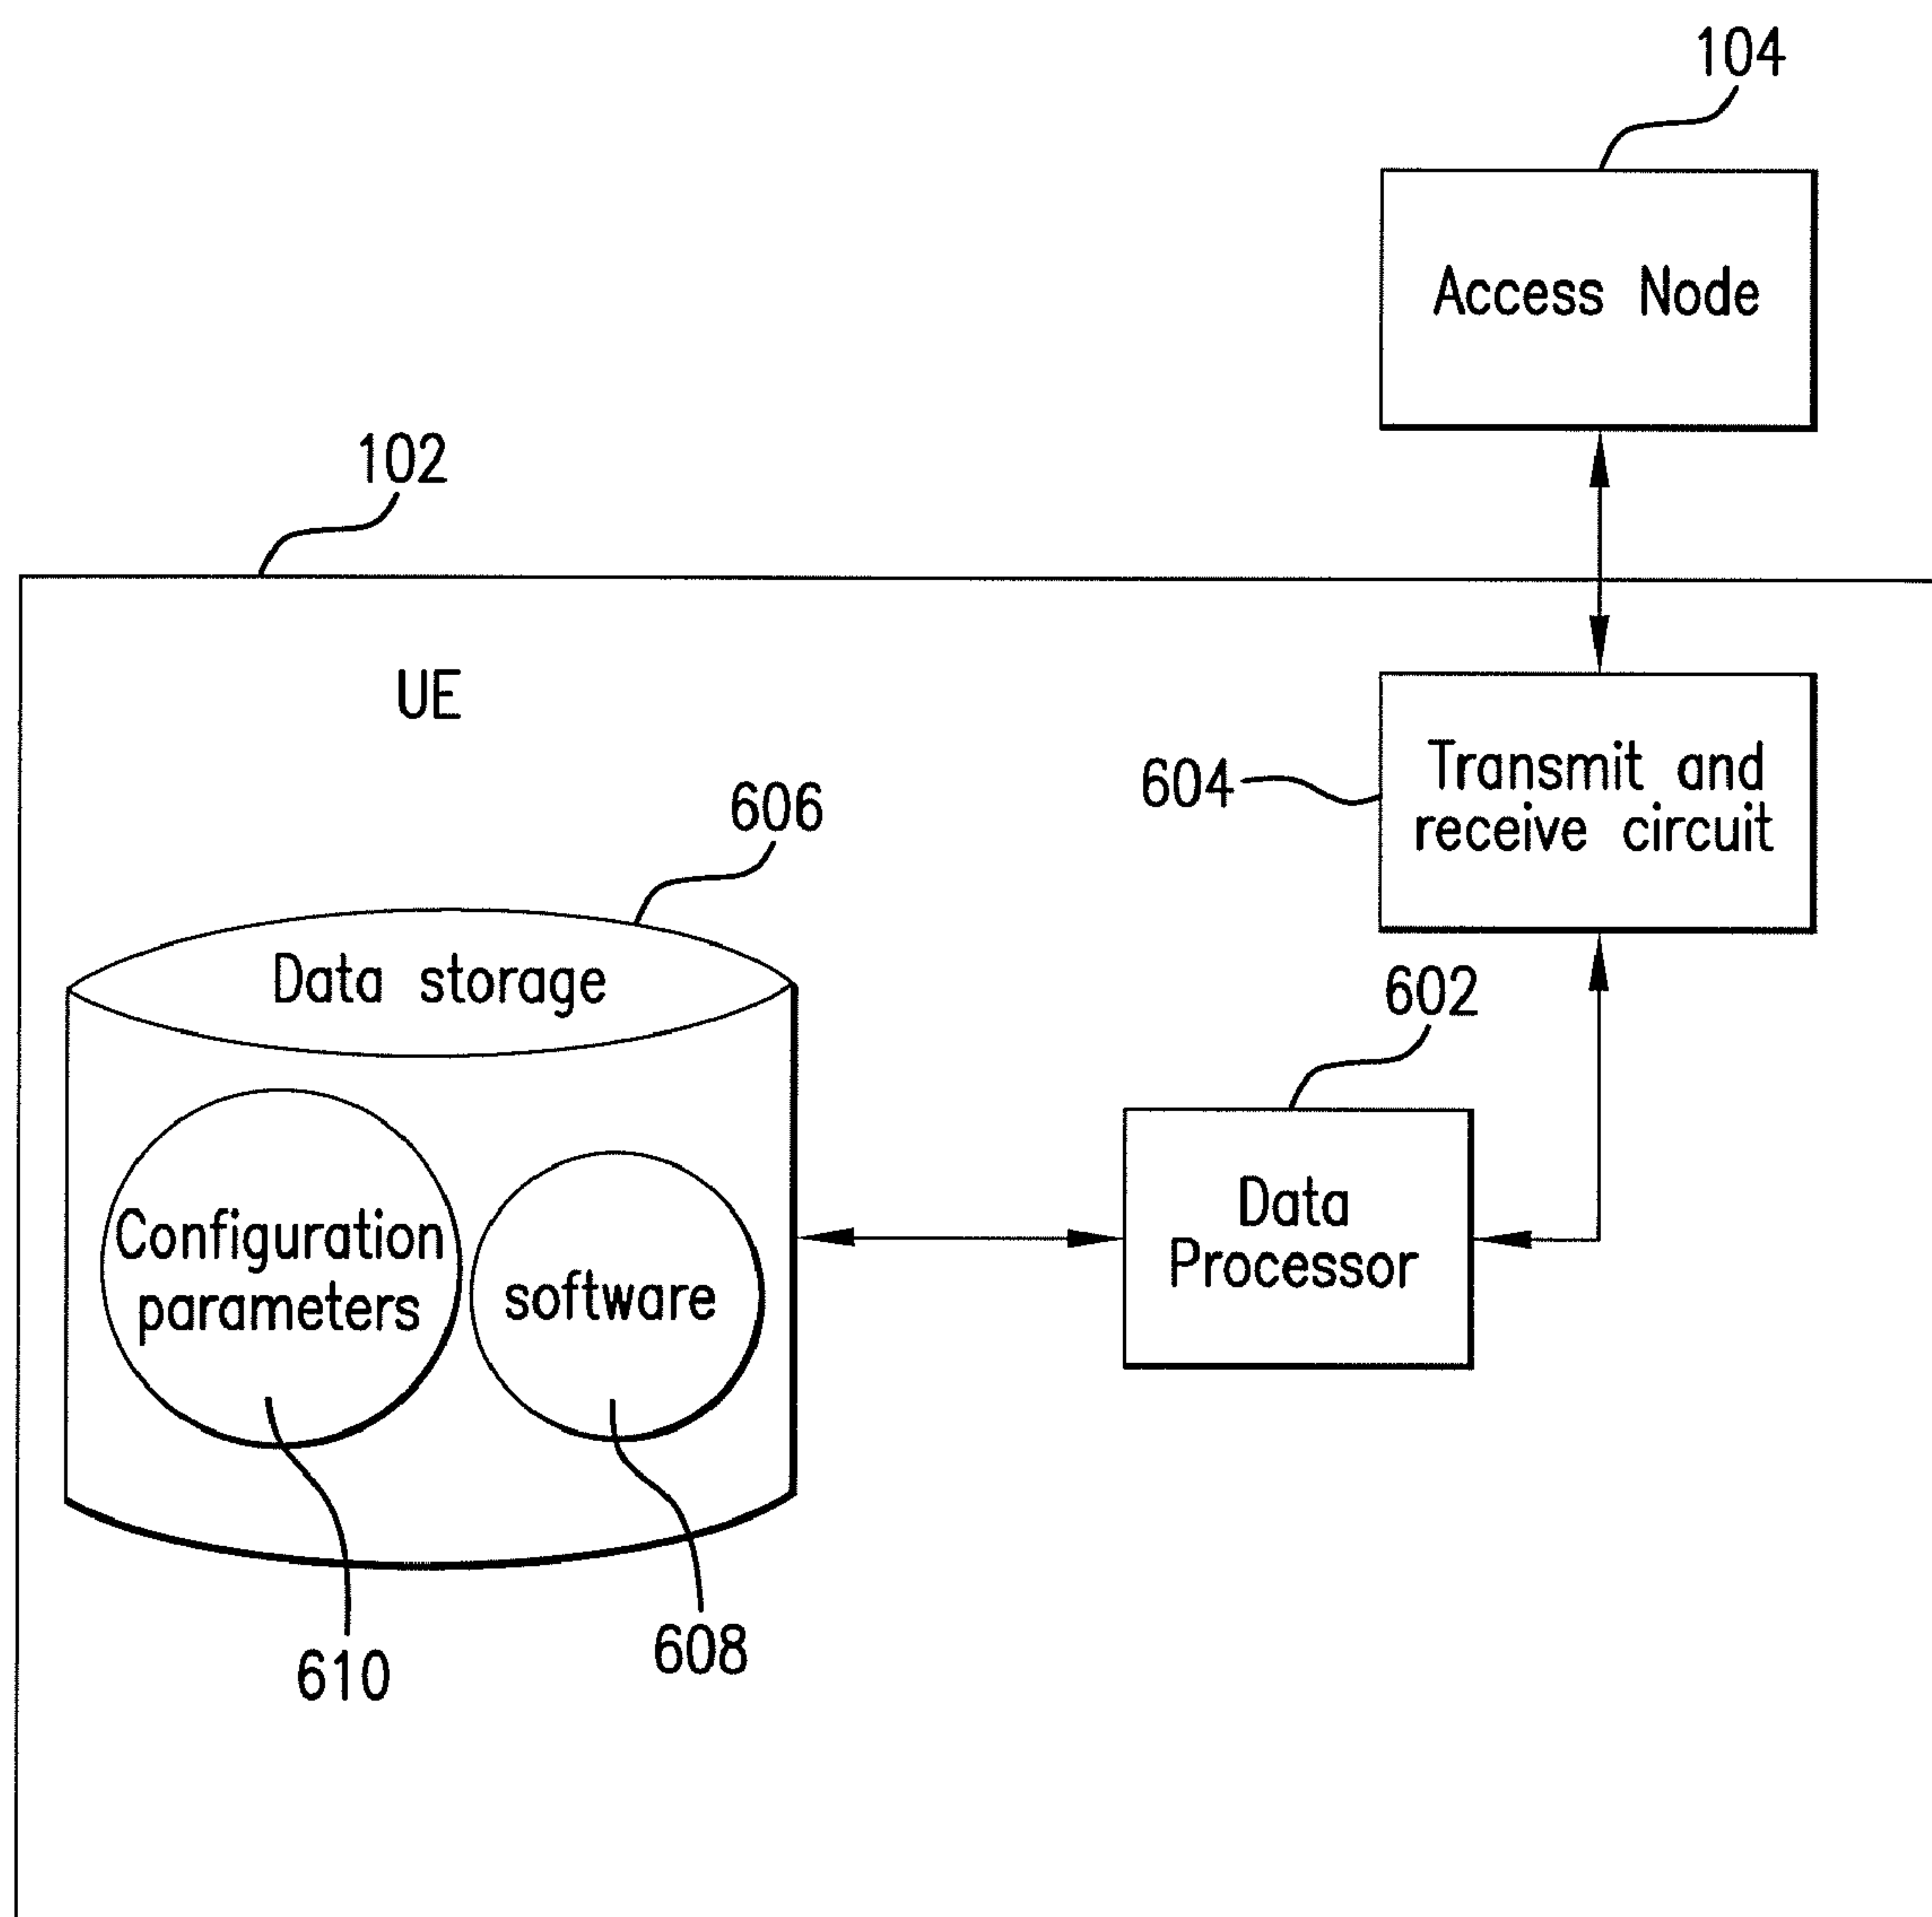 104
Access Node
102
UE
604
Transmit and
receive circuit
606
Data storage
602
Data
Processor
Configuration
parameters
software
608
610